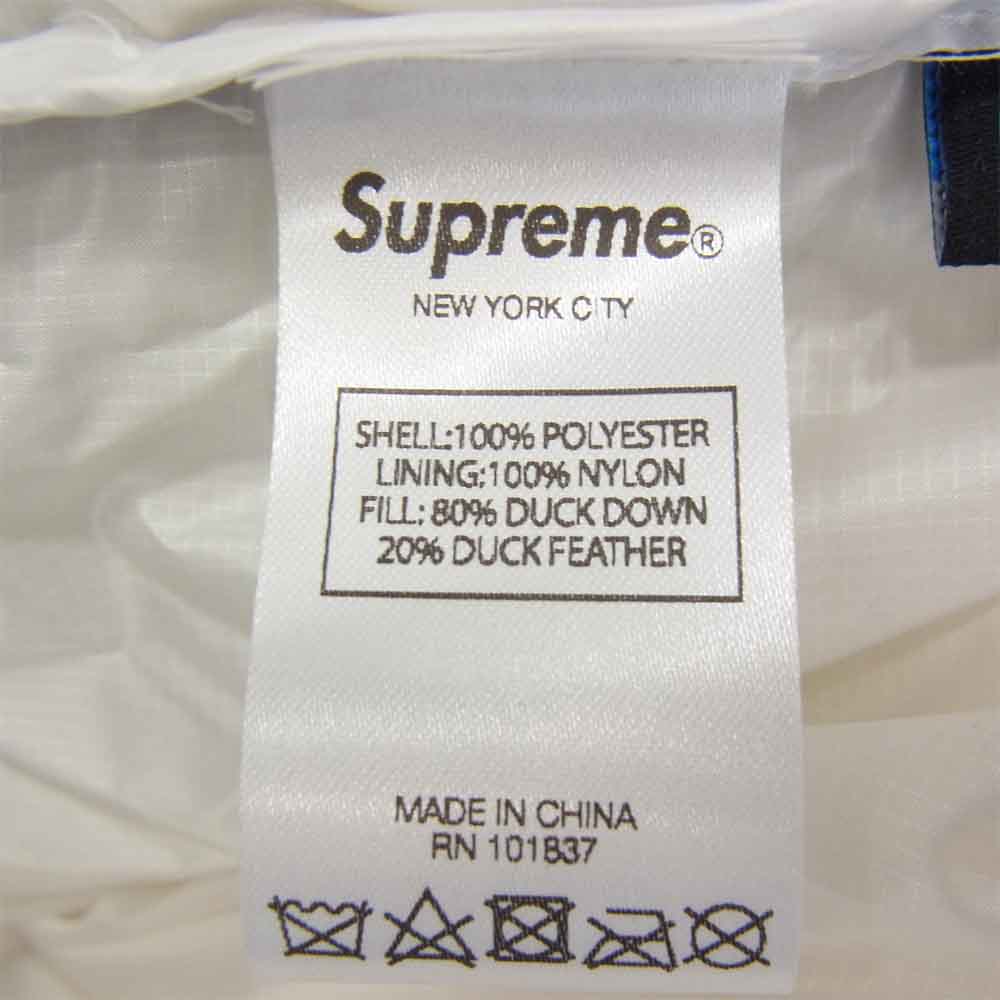 Supreme®
NEW YORK CITY
SHELL:100% POLYESTER
LINING:100% NYLON
FILL: 80% DUCK DOWN
20% DUCK FEATHER
MADE IN CHINA
RN 101837